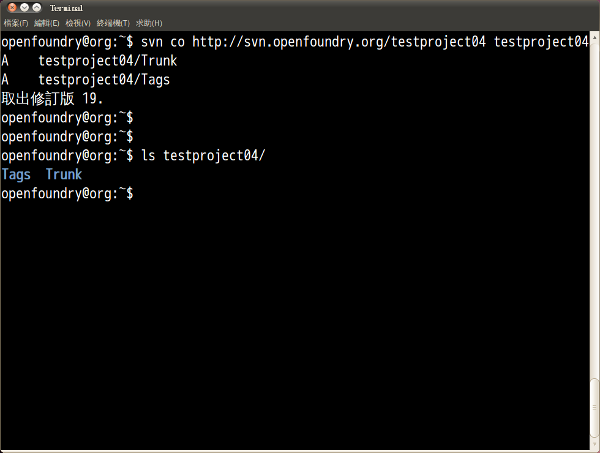 Terminal
檔案(F) 編輯(E) 檢視(V) 終端機(T) 求助(H)
openfoundry@org:~$ svn co http://svn.openfoundry.org/testproject04 testproject04
A    testproject04/Trunk
A    testproject04/Tags
取出修訂版 19.
openfoundry@org:~$
openfoundry@org:~$
openfoundry@org:~$ ls testproject04/
Tags  Trunk
openfoundry@org:~$